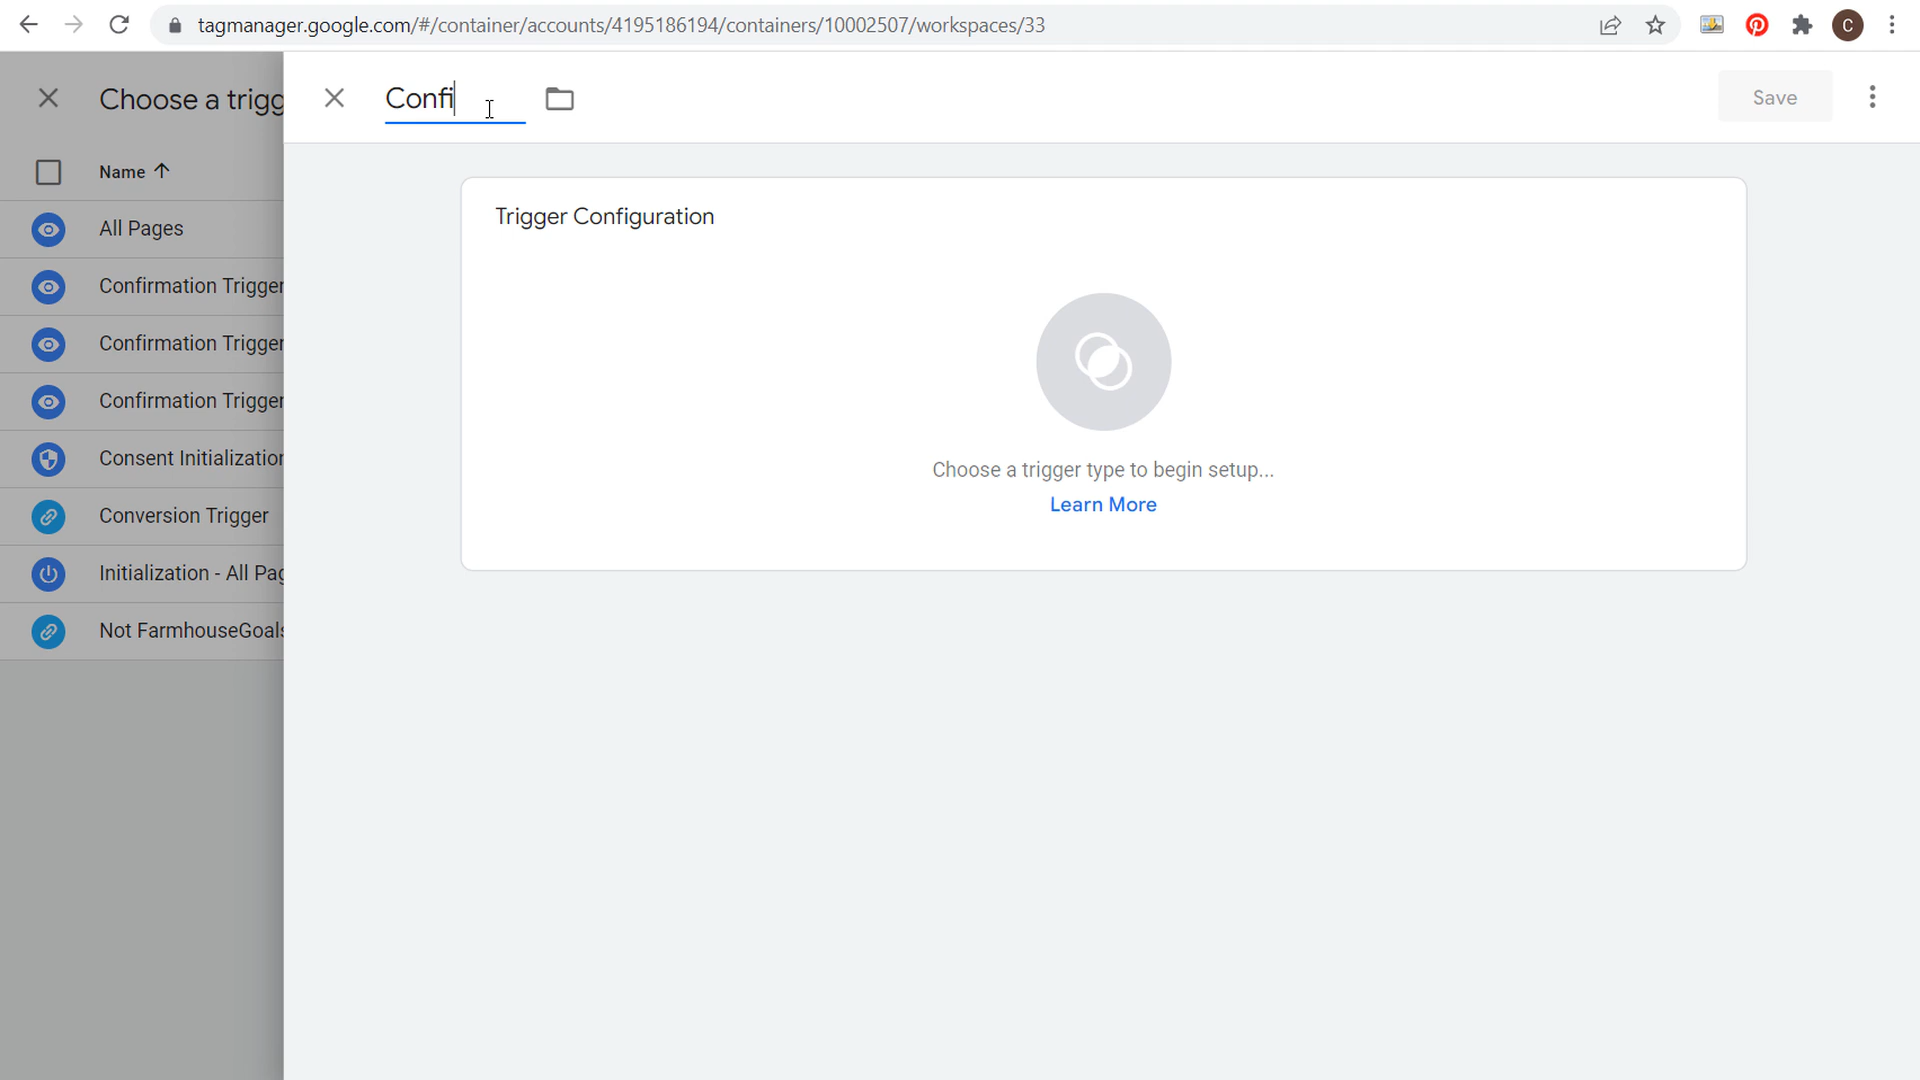 tagmanager.google.com/#/container/accounts/4195186194/containers/10002507/workspaces/33
C
Choose a trigg
Confi
Save
Name
All Pages
Confirmation Trigger
Confirmation Trigger
Confirmation Trigger
Consent Initialization
Conversion Trigger
Initialization - All Pag
Not FarmhouseGoals
Trigger Configuration
Choose a trigger type to begin setup...
Learn More